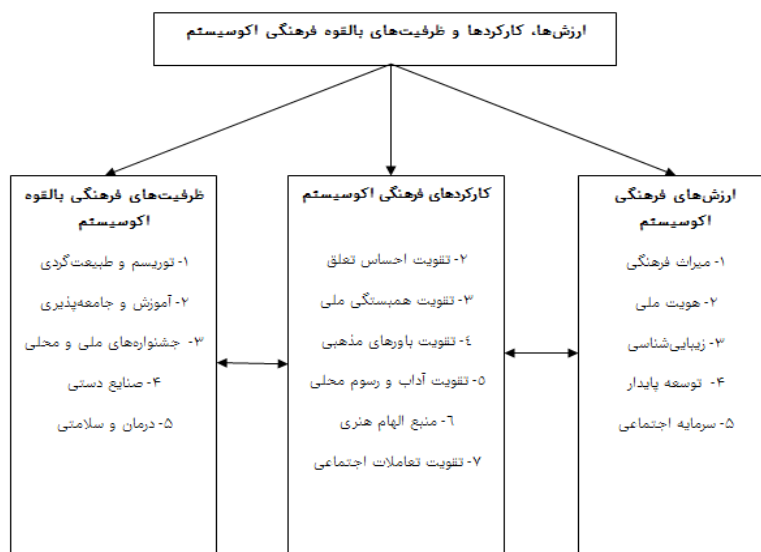 ارزش‌ها، کارکردها و ظرفیت‌های بالقوه فرهنگی اکوسیستم
ارزش‌های فرهنگی
اکوسیستم
۱- میراث فرهنگی
۲- هویت ملی
۳- زیبایی‌شناسی
۴- توسعه پایدار
۵- سرمایه اجتماعی
کارکردهای فرهنگی اکوسیستم
۲- تقویت احساس تعلق
۳- تقویت همبستگی ملی
٤- تقویت باورهای مذهبی
۵- تقویت آداب و رسوم محلی
٦- منبع الهام هنری
۷- تقویت تعاملات اجتماعی
ظرفیت‌های فرهنگی بالقوه
اکوسیستم
۱- توریسم و طبیعت‌گردی
۲- آموزش و جامعه‌پذیری
۳- جشنواره‌های ملی و محلی
۴- صنایع دستی
۵- درمان و سلامتی